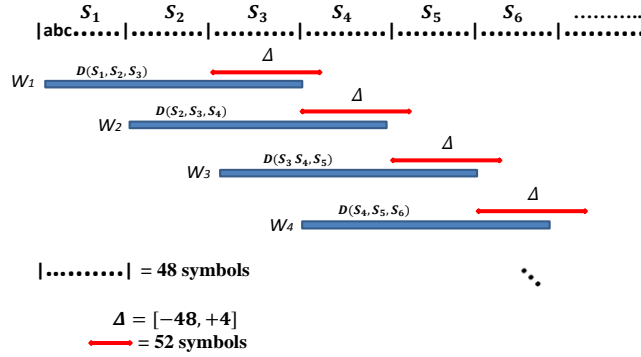 S₁ S₂ S₃ S₄ S₅ S₆ ............
|abc......|.........|.........|.........|.........|.........|.........
Δ
D(S₁, S₂, S₃)
W₁
Δ
D(S₂, S₃, S₄)
W₂
Δ
D(S₃ S₄, S₅)
W₃
Δ
D(S₄, S₅, S₆)
W₄
|.........| = 48 symbols
Δ = [−48, +4]
= 52 symbols